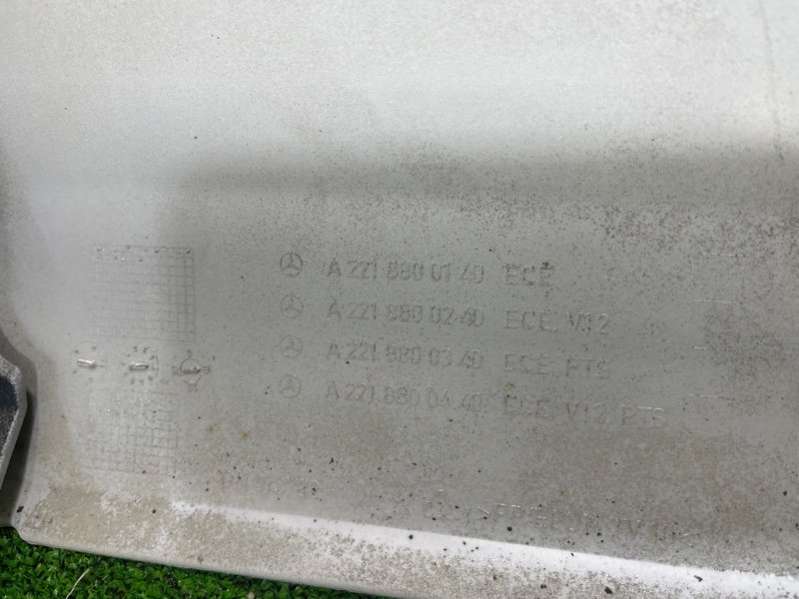 A 221 880 01 40 ECE
A 221 880 02 40 ECE V12
A 221 880 03 40 ECE PTS
A 221 880 04 40 ECE V12 PTS